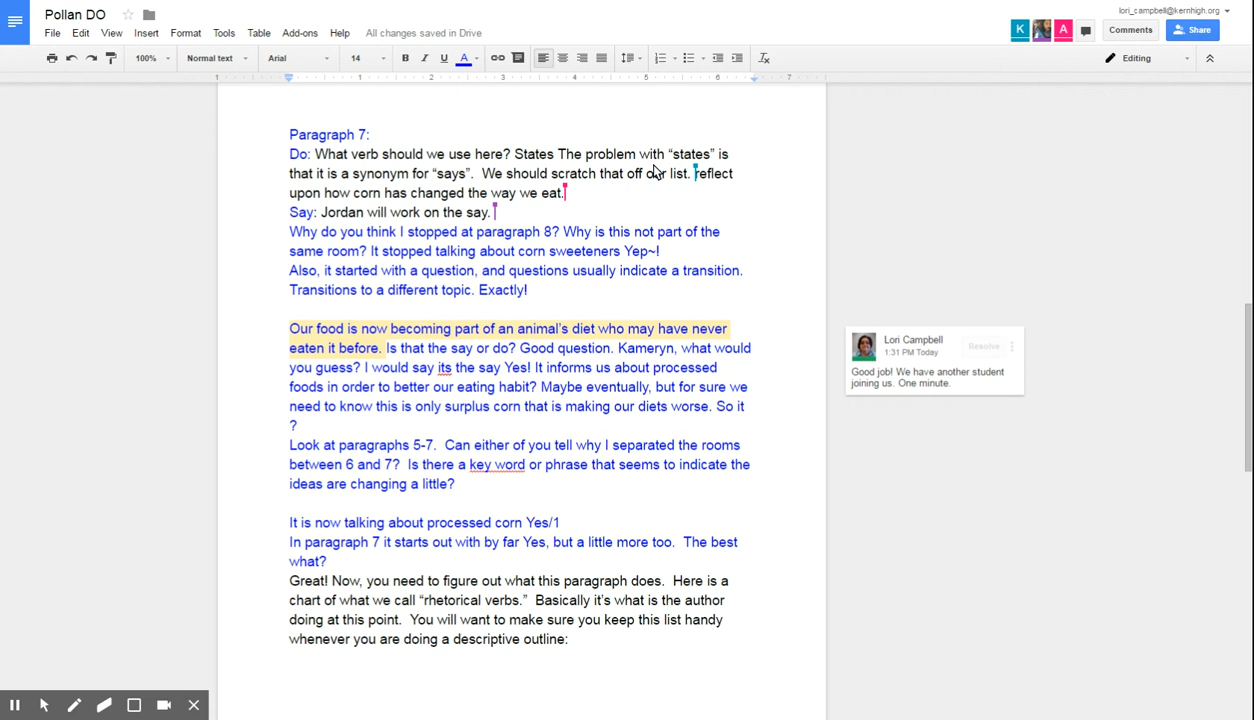 Pollan DO
lori_campbell@kernhigh.org
File Edit View Insert Format Tools Table Add-ons Help All changes saved in Drive
K A Comments Share
100% Normal text Arial 14 B I U A Editing
1 1 2 3 4 5 6 7
Paragraph 7:
Do: What verb should we use here? States The problem with “states” is
that it is a synonym for “says”. We should scratch that off our list. reflect
upon how corn has changed the way we eat.
Say: Jordan will work on the say.
Why do you think I stopped at paragraph 8? Why is this not part of the
same room? It stopped talking about corn sweeteners Yep~!
Also, it started with a question, and questions usually indicate a transition.
Transitions to a different topic. Exactly!
Our food is now becoming part of an animal’s diet who may have never
eaten it before. Is that the say or do? Good question. Kameryn, what would
you guess? I would say its the say Yes! It informs us about processed
foods in order to better our eating habit? Maybe eventually, but for sure we
need to know this is only surplus corn that is making our diets worse. So it
?
Look at paragraphs 5-7. Can either of you tell why I separated the rooms
between 6 and 7? Is there a key word or phrase that seems to indicate the
ideas are changing a little?
It is now talking about processed corn Yes/1
In paragraph 7 it starts out with by far Yes, but a little more too. The best
what?
Great! Now, you need to figure out what this paragraph does. Here is a
chart of what we call “rhetorical verbs.” Basically it’s what is the author
doing at this point. You will want to make sure you keep this list handy
whenever you are doing a descriptive outline:
Lori Campbell
1:31 PM Today
Resolve
Good job! We have another student
joining us. One minute.